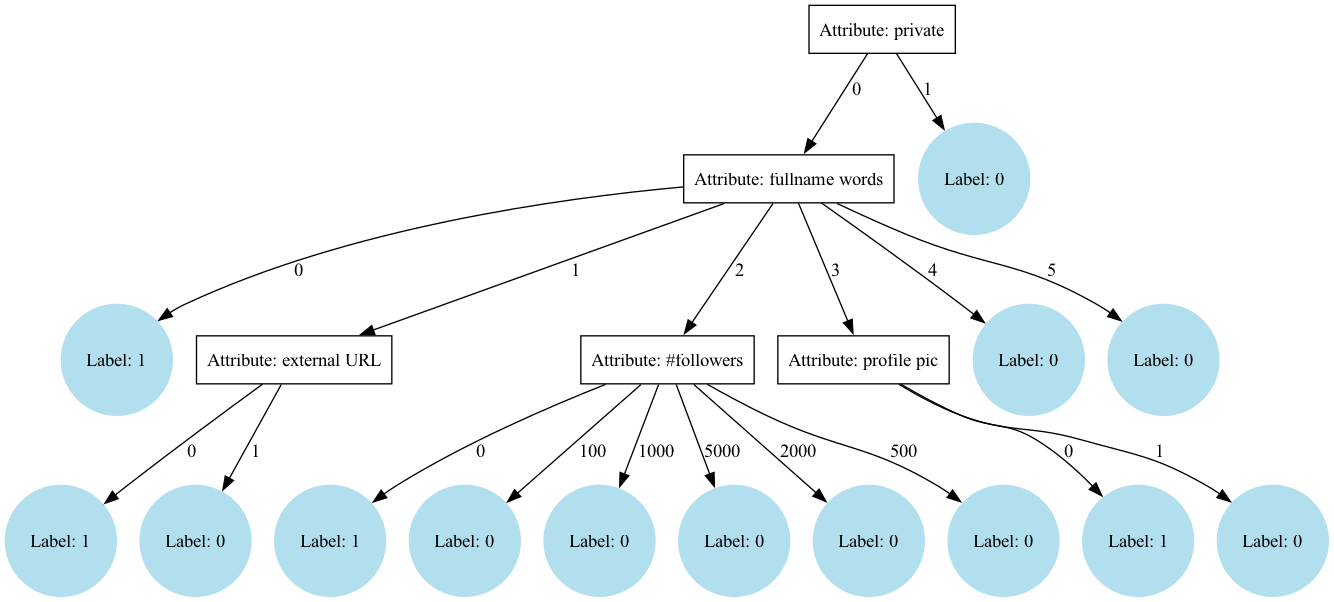 Attribute: private
0
1
Attribute: fullname words
Label: 0
0
1
2
3
4
5
Label: 1
Attribute: external URL
Attribute: #followers
Attribute: profile pic
Label: 0
Label: 0
0
1
0
100
1000
5000
2000
500
0
1
Label: 1
Label: 0
Label: 1
Label: 0
Label: 0
Label: 0
Label: 0
Label: 0
Label: 1
Label: 0